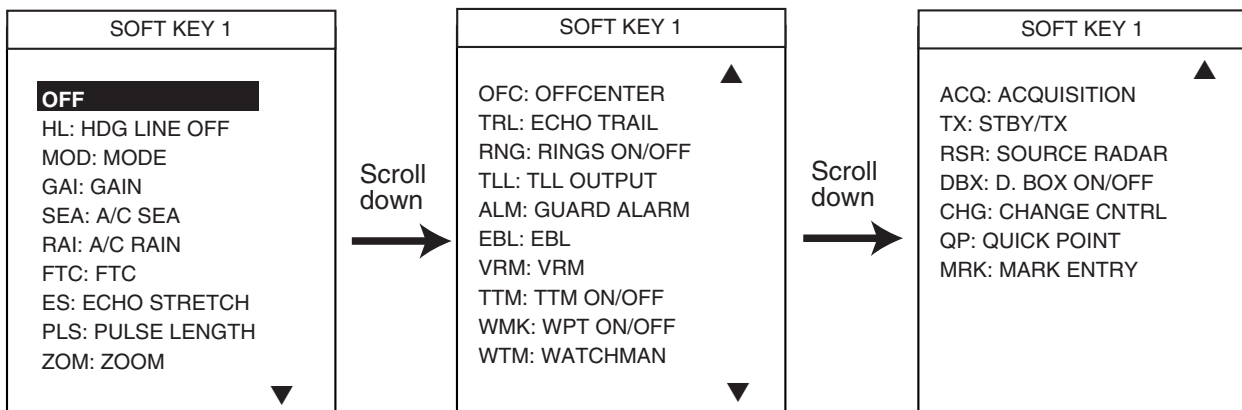 SOFT KEY 1
OFF
HL: HDG LINE OFF
MOD: MODE
GAI: GAIN
SEA: A/C SEA
RAI: A/C RAIN
FTC: FTC
ES: ECHO STRETCH
PLS: PULSE LENGTH
ZOM: ZOOM
Scroll
down
SOFT KEY 1
OFC: OFFCENTER
TRL: ECHO TRAIL
RNG: RINGS ON/OFF
TLL: TLL OUTPUT
ALM: GUARD ALARM
EBL: EBL
VRM: VRM
TTM: TTM ON/OFF
WMK: WPT ON/OFF
WTM: WATCHMAN
Scroll
down
SOFT KEY 1
ACQ: ACQUISITION
TX: STBY/TX
RSR: SOURCE RADAR
DBX: D. BOX ON/OFF
CHG: CHANGE CNTRL
QP: QUICK POINT
MRK: MARK ENTRY